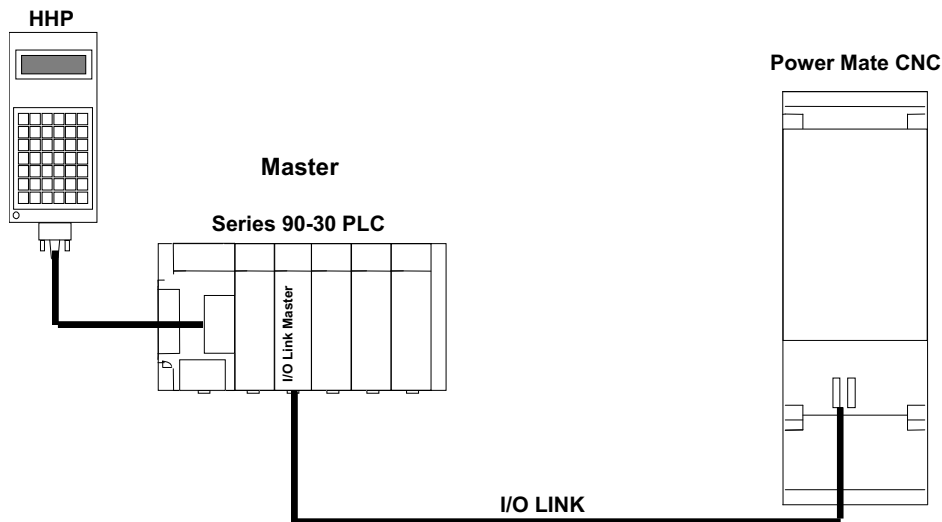 HHP
Power Mate CNC
Master
Series 90-30 PLC
I/O Link Master
I/O LINK